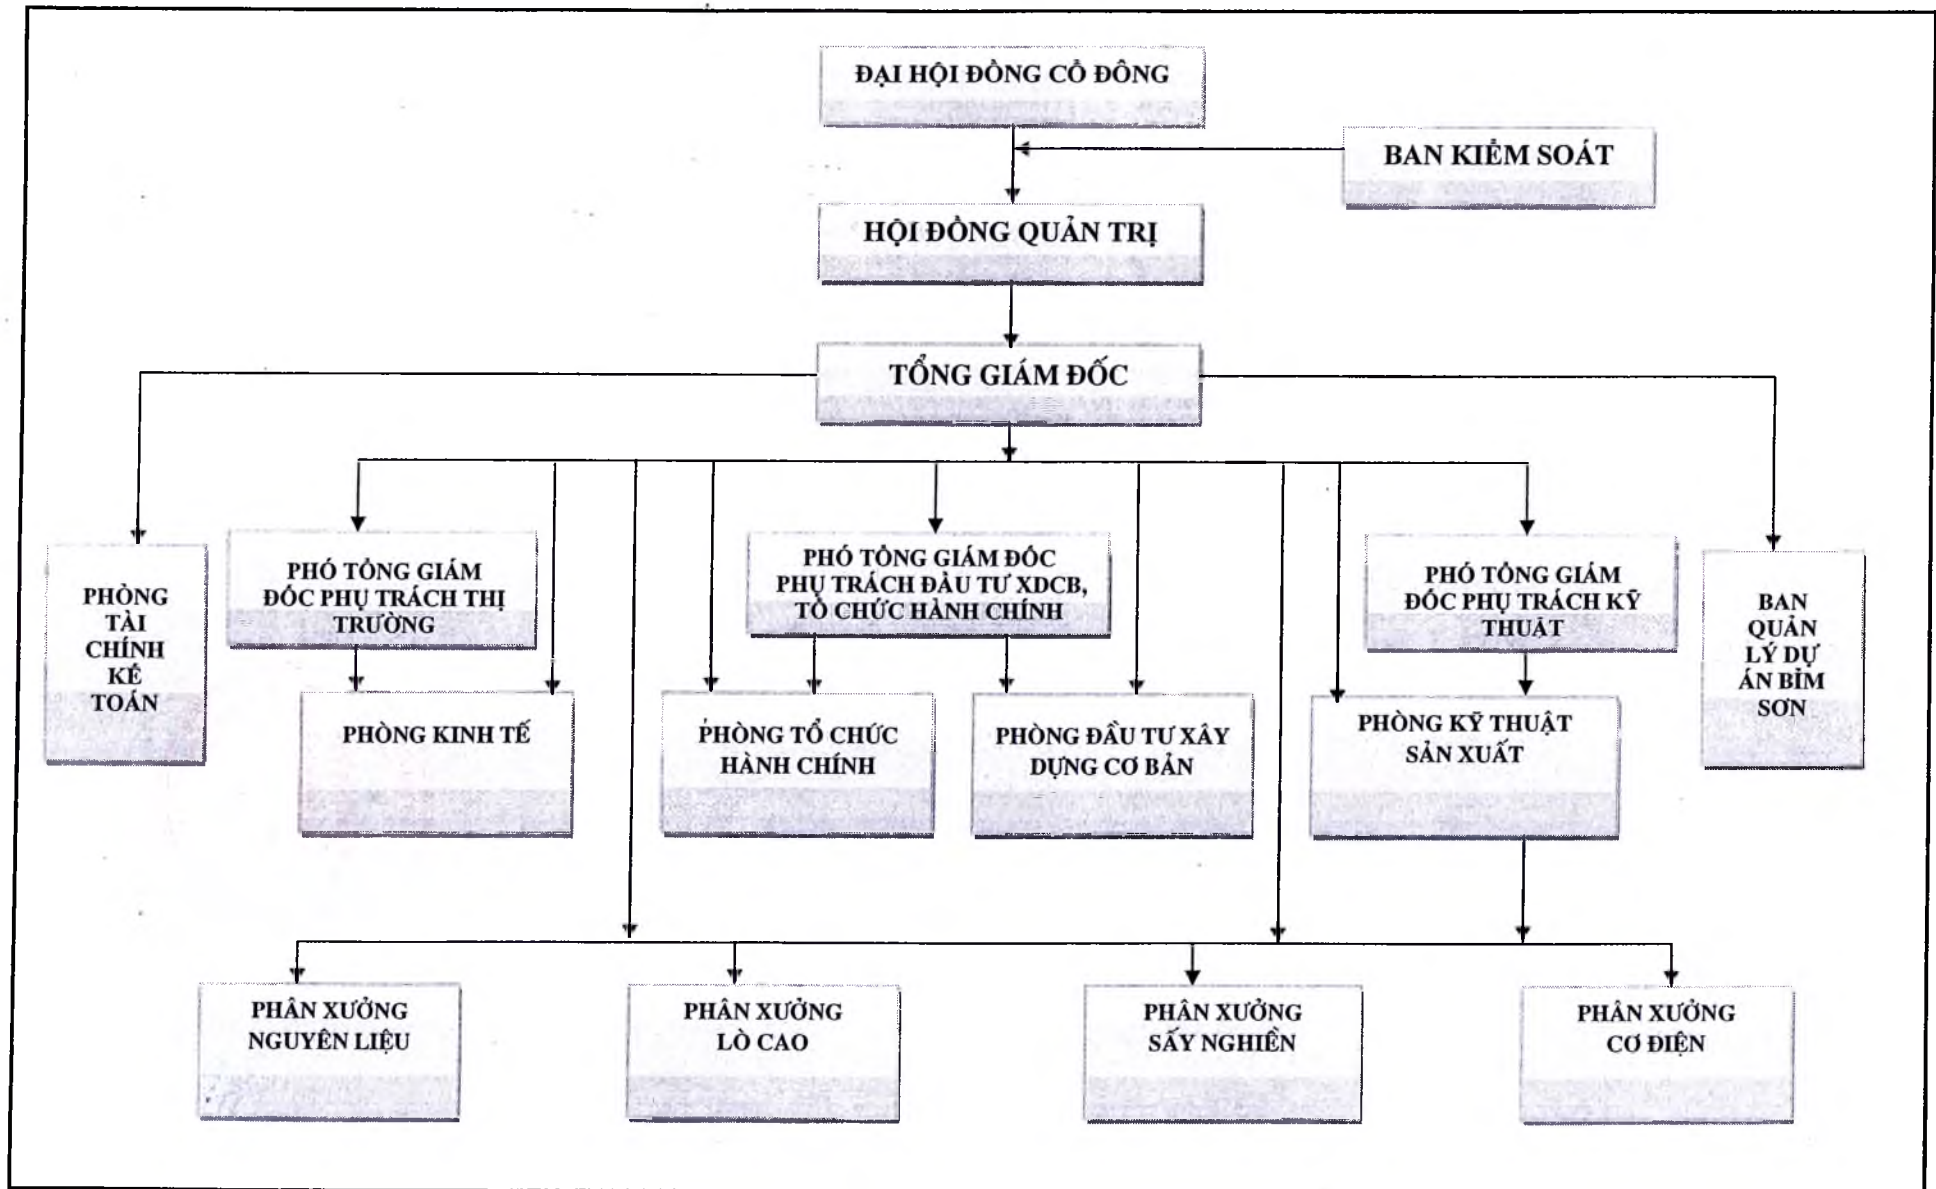 ĐẠI HỘI ĐỒNG CỔ ĐÔNG
BAN KIỂM SOÁT
HỘI ĐỒNG QUẢN TRỊ
TỔNG GIÁM ĐỐC
PHÒNG
TÀI
CHÍNH
KẾ
TOÁN
PHÓ TỔNG GIÁM
ĐỐC PHỤ TRÁCH THỊ
TRƯỜNG
PHÓ TỔNG GIÁM ĐỐC
PHỤ TRÁCH ĐẦU TƯ XDCB,
TỔ CHỨC HÀNH CHÍNH
PHÓ TỔNG GIÁM
ĐỐC PHỤ TRÁCH KỸ
THUẬT
BAN
QUẢN
LÝ DỰ
ÁN BỈM
SƠN
PHÒNG KINH TẾ
PHÒNG TỔ CHỨC
HÀNH CHÍNH
PHÒNG ĐẦU TƯ XÂY
DỰNG CƠ BẢN
PHÒNG KỸ THUẬT
SẢN XUẤT
PHÂN XƯỞNG
NGUYÊN LIỆU
PHÂN XƯỞNG
LÒ CAO
PHÂN XƯỞNG
SẤY NGHIỀN
PHÂN XƯỞNG
CƠ ĐIỆN